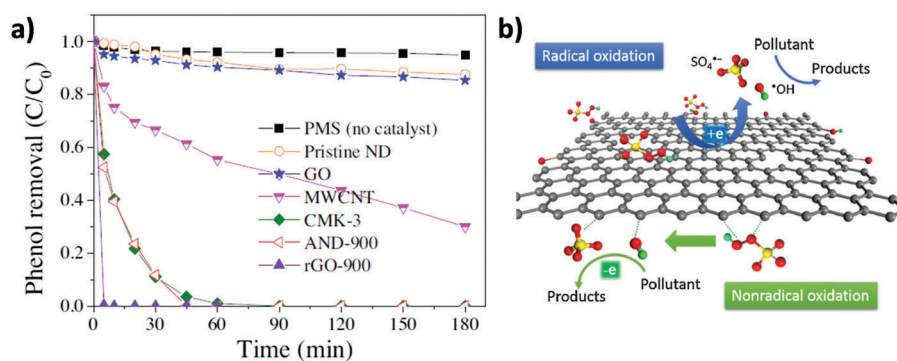 a)
Phenol removal (C/C₀)
1.0
0.8
0.6
0.4
0.2
0.0
0
30
60
90
120
150
180
Time (min)
PMS (no catalyst)
Pristine ND
GO
MWCNT
CMK-3
AND-900
rGO-900
b)
Radical oxidation
SO₄•−
Pollutant
Products
•OH
+e
-e
Products
Pollutant
Nonradical oxidation